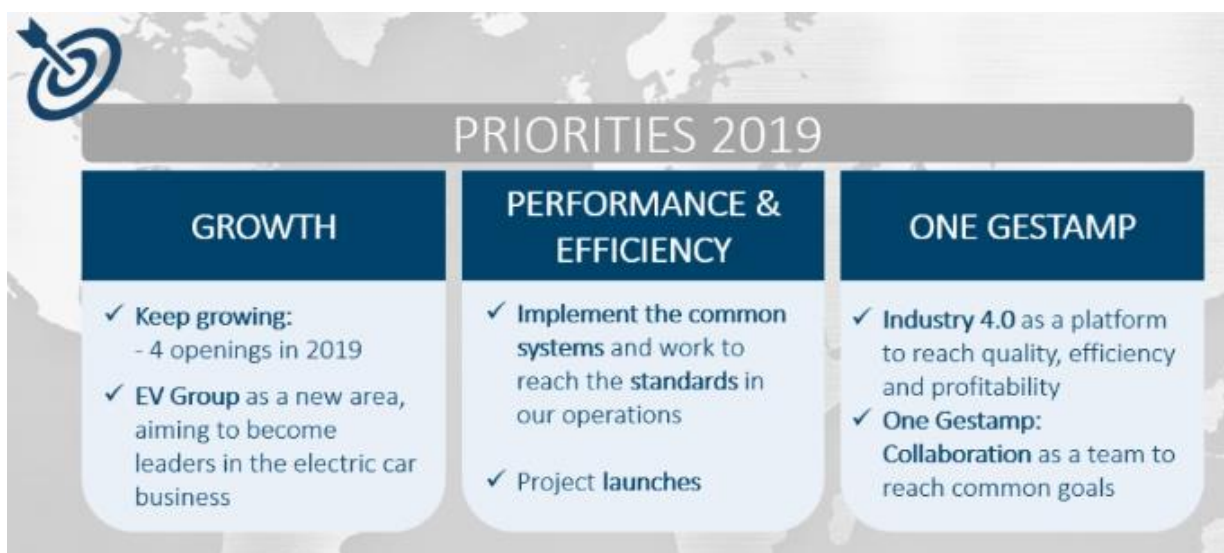 PRIORITIES 2019
GROWTH
✓ Keep growing:
- 4 openings in 2019
✓ EV Group as a new area,
aiming to become
leaders in the electric car
business
PERFORMANCE &
EFFICIENCY
✓ Implement the common
systems and work to
reach the standards in
our operations
✓ Project launches
ONE GESTAMP
✓ Industry 4.0 as a platform
to reach quality, efficiency
and profitability
✓ One Gestamp:
Collaboration as a team to
reach common goals